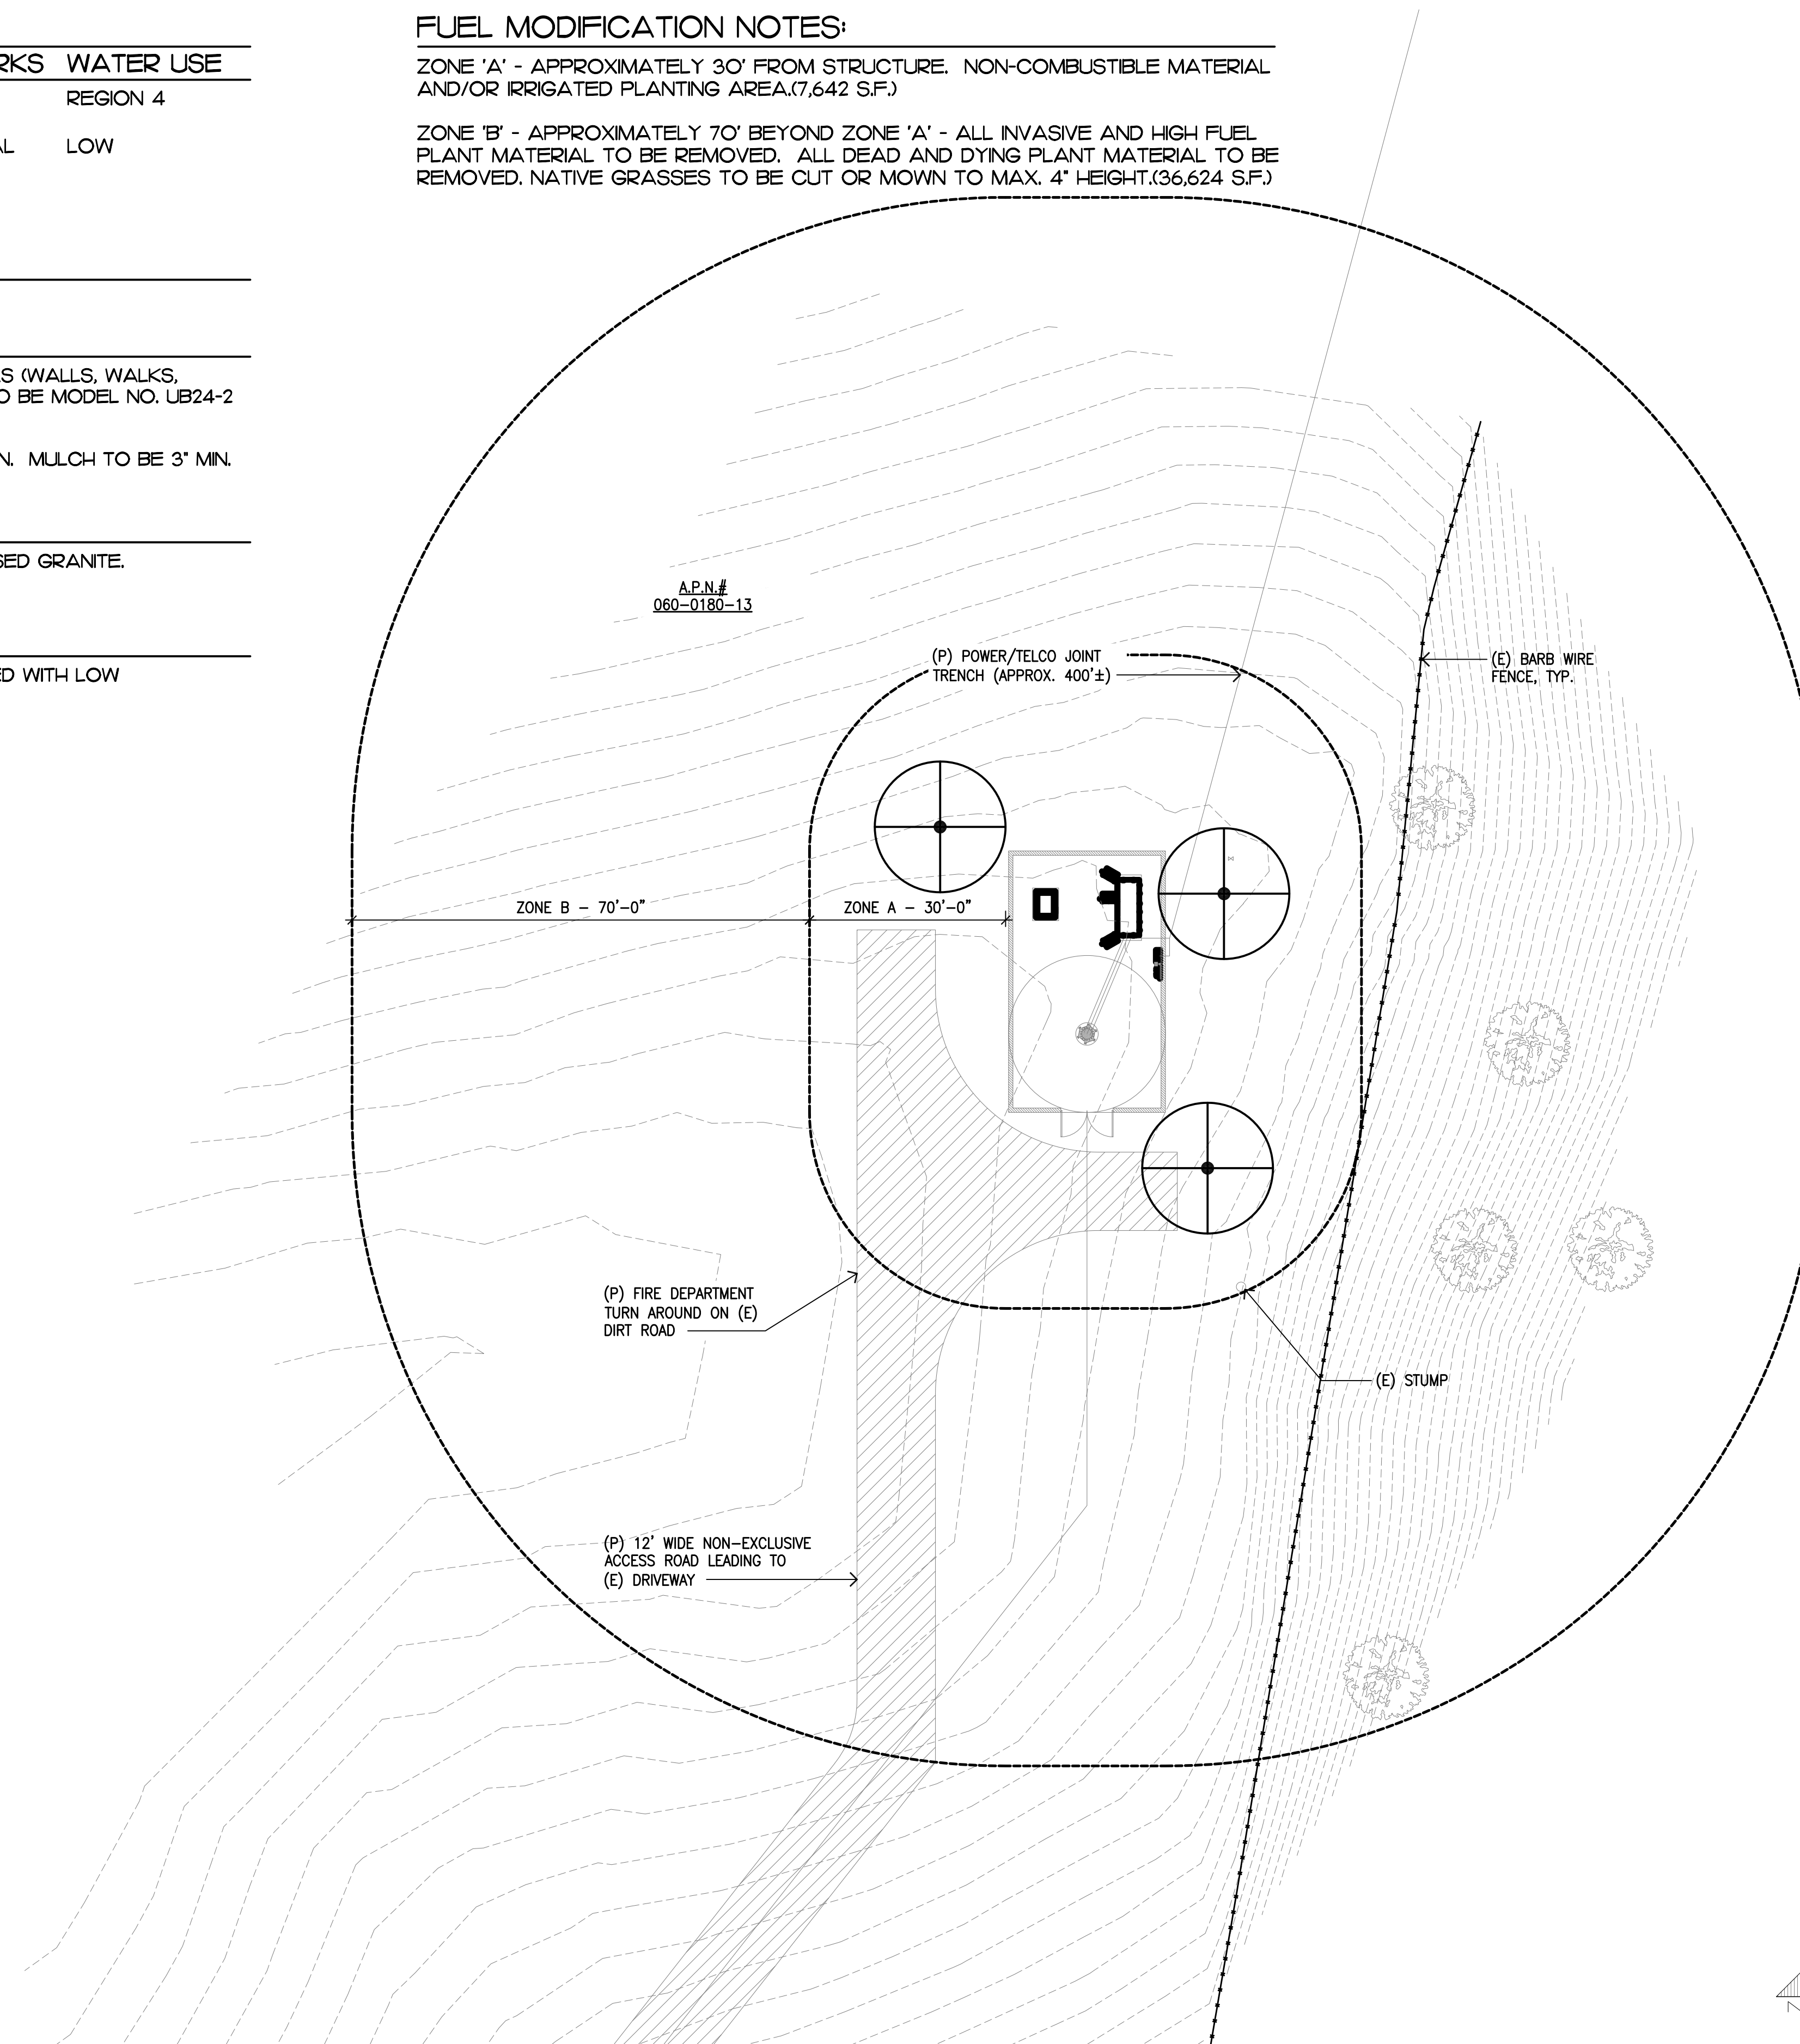 RKS WATER USE
REGION 4
AL LOW
S (WALLS, WALKS,
O BE MODEL NO. UB24-2
N. MULCH TO BE 3" MIN.
SED GRANITE.
ED WITH LOW
FUEL MODIFICATION NOTES:
ZONE 'A' - APPROXIMATELY 30' FROM STRUCTURE. NON-COMBUSTIBLE MATERIAL
AND/OR IRRIGATED PLANTING AREA.(7,642 S.F.)
ZONE 'B' - APPROXIMATELY 70' BEYOND ZONE 'A' - ALL INVASIVE AND HIGH FUEL
PLANT MATERIAL TO BE REMOVED. ALL DEAD AND DYING PLANT MATERIAL TO BE
REMOVED. NATIVE GRASSES TO BE CUT OR MOWN TO MAX. 4" HEIGHT.(36,624 S.F.)
A.P.N.#
060-0180-13
(P) POWER/TELCO JOINT
TRENCH (APPROX. 400'±)
(E) BARB WIRE
FENCE, TYP.
ZONE B - 70'-0"
ZONE A - 30'-0"
(P) FIRE DEPARTMENT
TURN AROUND ON (E)
DIRT ROAD
(E) STUMP
(P) 12' WIDE NON-EXCLUSIVE
ACCESS ROAD LEADING TO
(E) DRIVEWAY